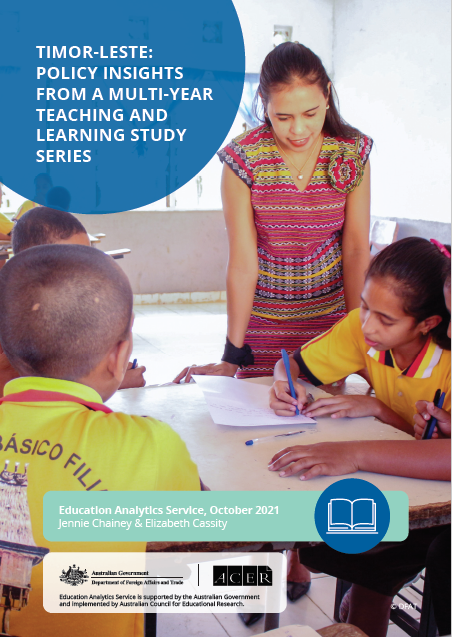 TIMOR-LESTE:
POLICY INSIGHTS
FROM A MULTI-YEAR
TEACHING AND
LEARNING STUDY
SERIES
BÁSICO FILI
Education Analytics Service, October 2021
Jennie Chainey & Elizabeth Cassity
Australian Government
Department of Foreign Affairs and Trade
ACER
Education Analytics Service is supported by the Australian Government
and implemented by Australian Council for Educational Research.
© DFAT